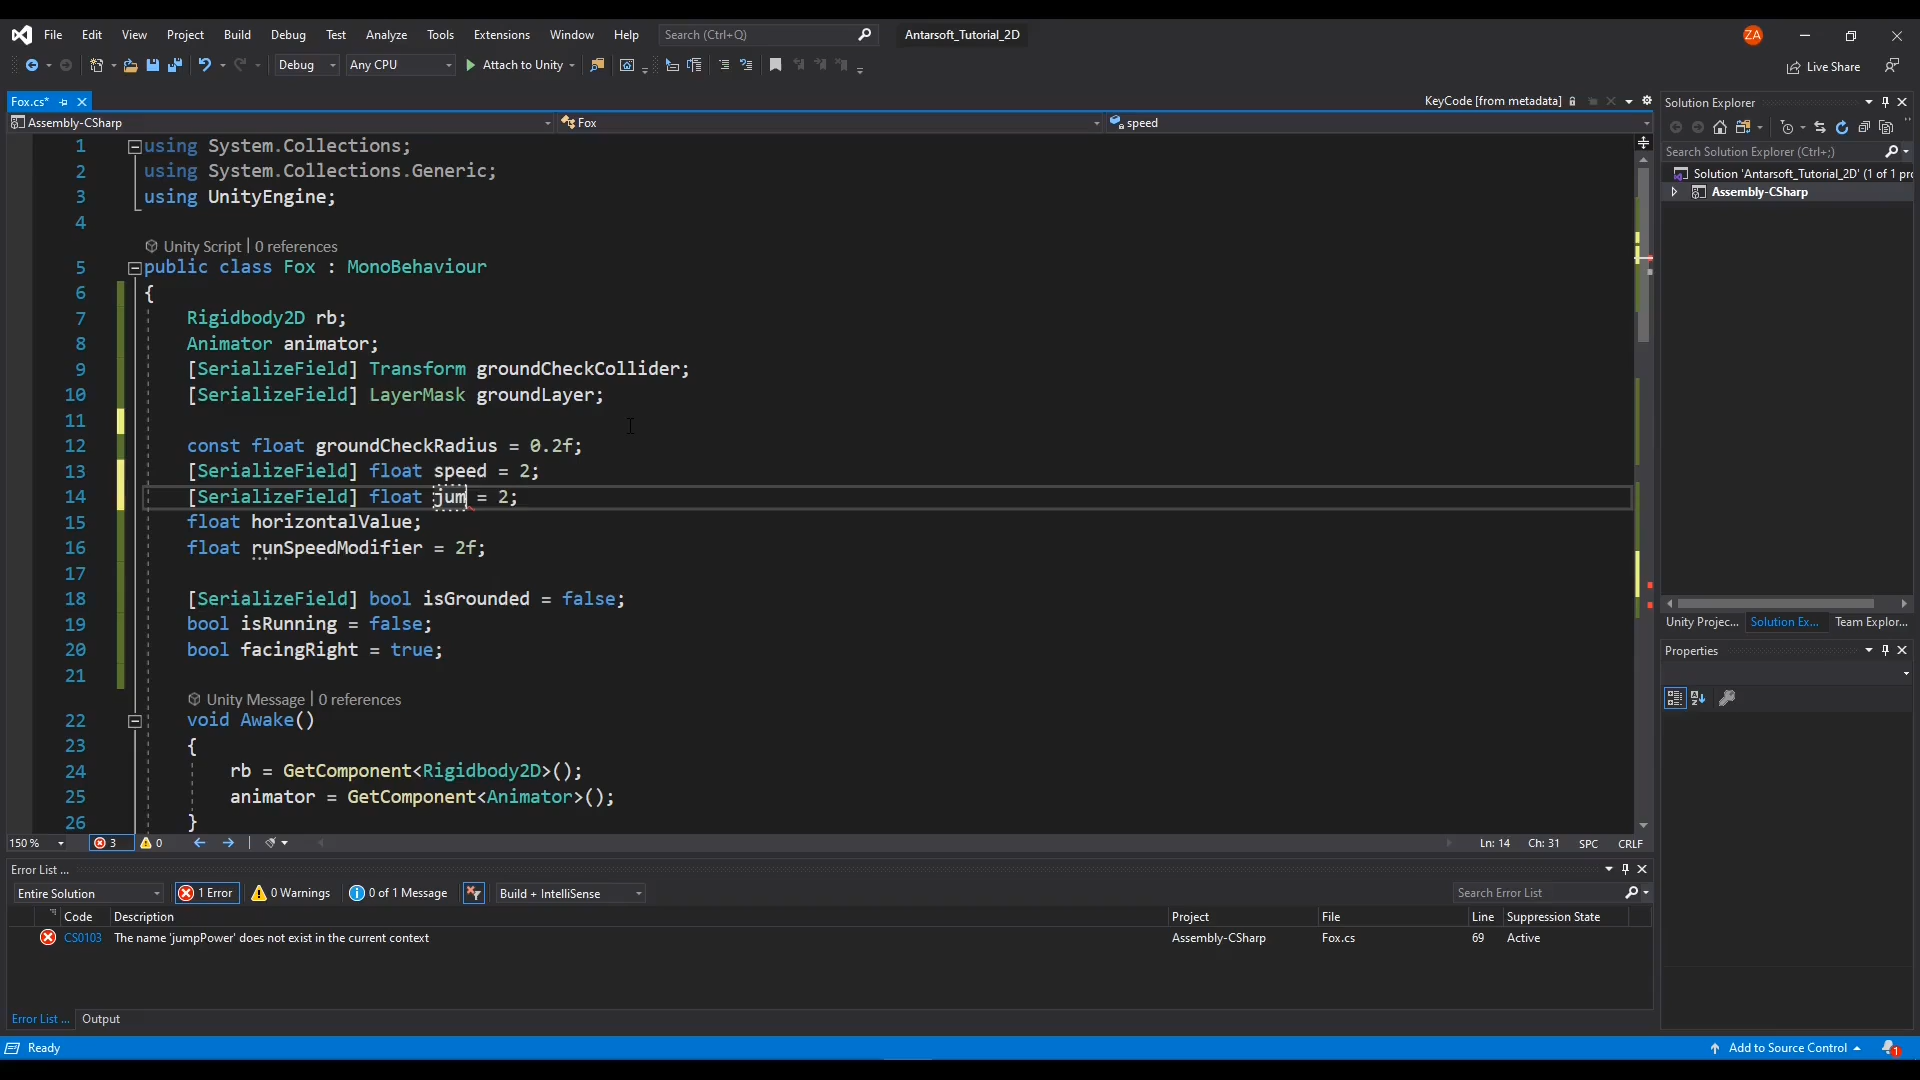 File Edit View Project Build Debug Test Analyze Tools Extensions Window Help Search (Ctrl+Q) Antarsoft_Tutorial_2D ZA
Debug Any CPU Attach to Unity Live Share
Fox.cs* KeyCode [from metadata]
Assembly-CSharp Fox speed
1 using System.Collections;
2 using System.Collections.Generic;
3 using UnityEngine;
4
Unity Script | 0 references
5 public class Fox : MonoBehaviour
6 {
7 Rigidbody2D rb;
8 Animator animator;
9 [SerializeField] Transform groundCheckCollider;
10 [SerializeField] LayerMask groundLayer;
11
12 const float groundCheckRadius = 0.2f;
13 [SerializeField] float speed = 2;
14 [SerializeField] float jum = 2;
15 float horizontalValue;
16 float runSpeedModifier = 2f;
17
18 [SerializeField] bool isGrounded = false;
19 bool isRunning = false;
20 bool facingRight = true;
21
Unity Message | 0 references
22 void Awake()
23 {
24 rb = GetComponent<Rigidbody2D>();
25 animator = GetComponent<Animator>();
26 }
150 % 3 0 Ln: 14 Ch: 31 SPC CRLF
Solution Explorer
Search Solution Explorer (Ctrl+;)
Solution 'Antarsoft_Tutorial_2D' (1 of 1 pro
Assembly-CSharp
Unity Projec... Solution Ex... Team Explor...
Properties
Error List ...
Entire Solution 1 Error 0 Warnings 0 of 1 Message Build + IntelliSense Search Error List
Code Description Project File Line Suppression State
CS0103 The name 'jumpPower' does not exist in the current context Assembly-CSharp Fox.cs 69 Active
Error List ... Output
Ready Add to Source Control 1